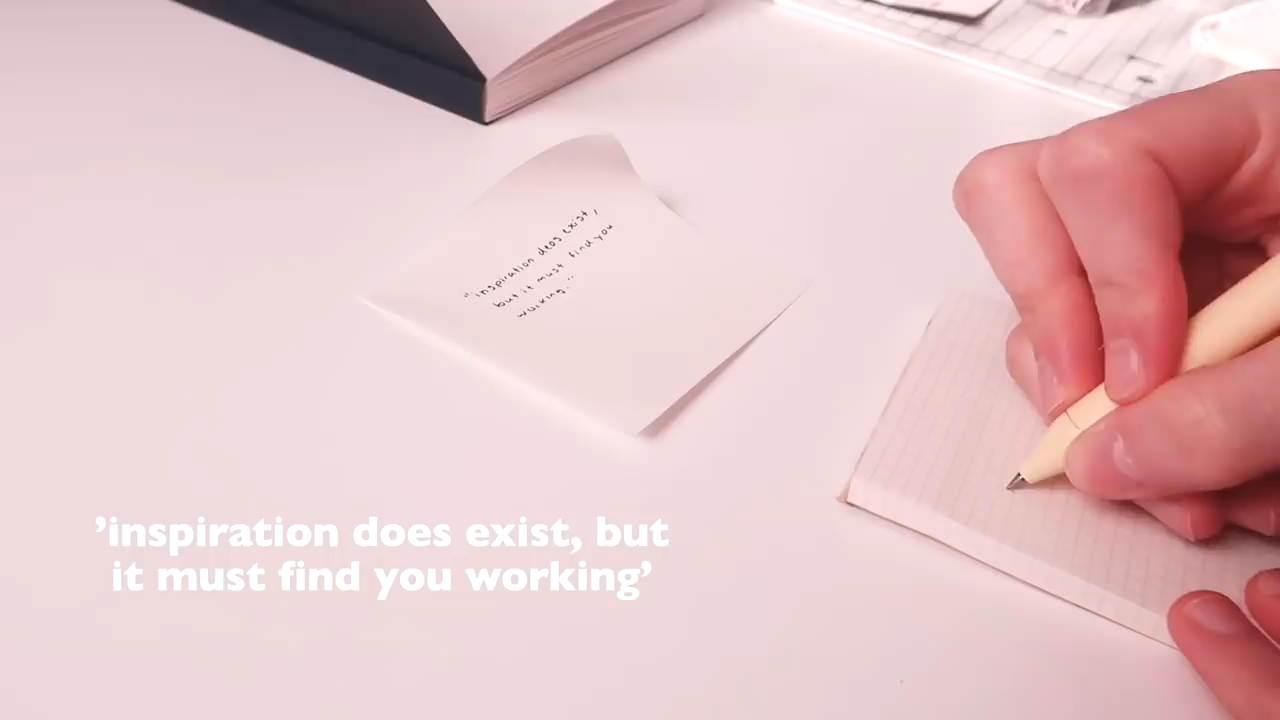 "inspiration does exist,
but it must find you
working."
’inspiration does exist, but
it must find you working’